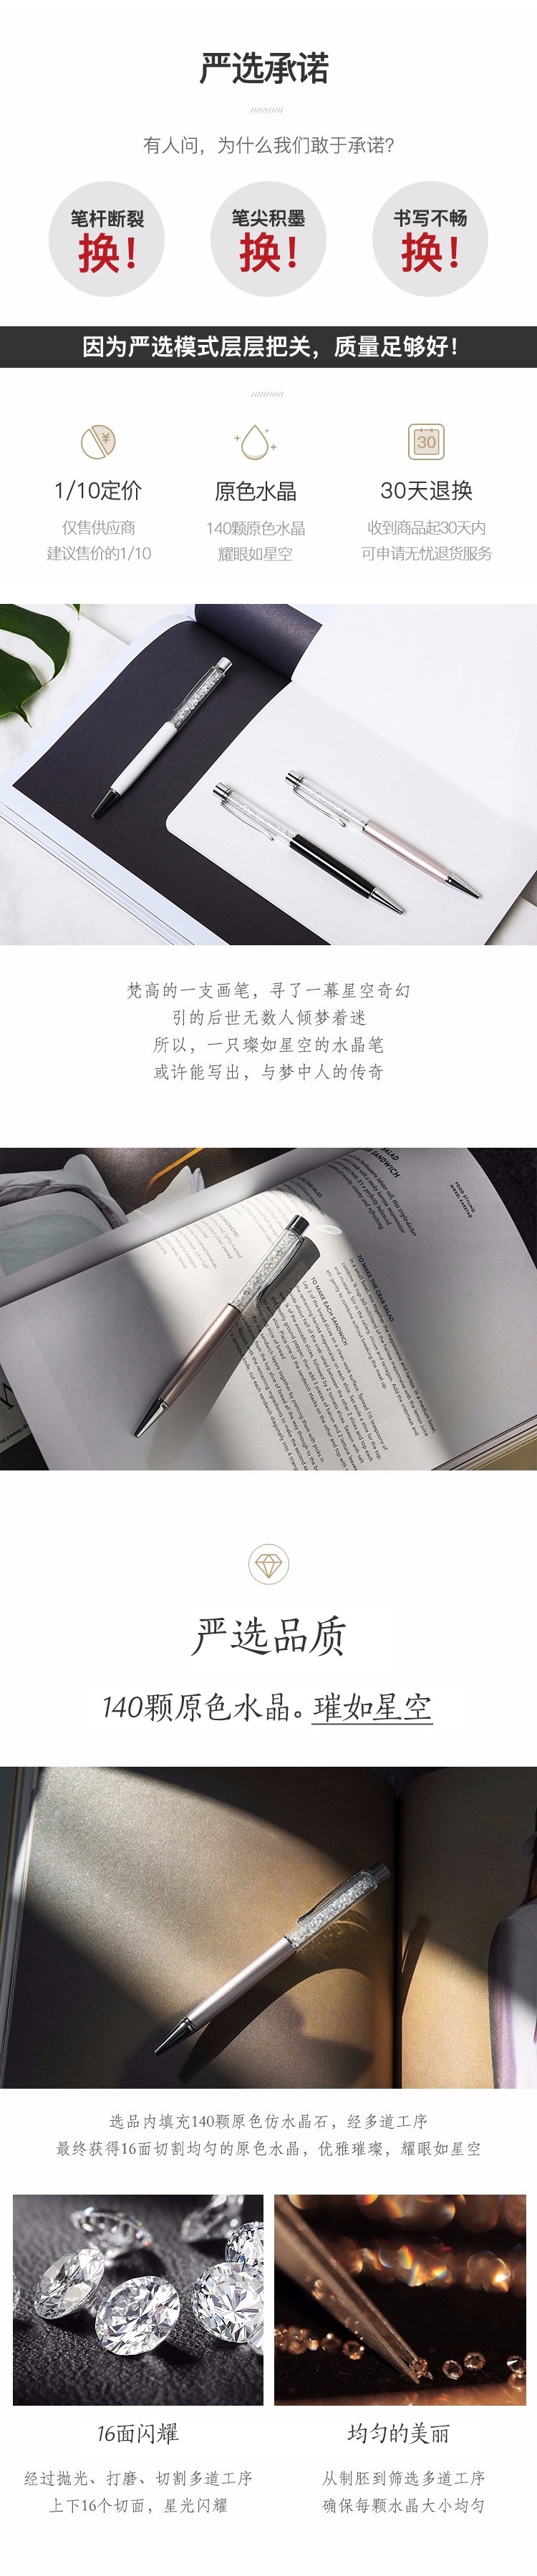 严选承诺
有人问，为什么我们敢于承诺?
笔杆断裂
换!
笔尖积墨
换!
书写不畅
换!
因为严选模式层层把关，质量足够好!
30
1/10定价
仅售供应商
建议售价的1/10
原色水晶
140颗原色水晶
耀眼如星空
30天退换
收到商品起30天内
可申请无忧退货服务
梵高的一支画笔，寻了一幕星空奇幻
引的后世无数人倾梦着迷
所以，一只璨如星空的水晶笔
或许能写出，与梦中人的传奇
TO MAKE THE CRAB SALAD
TO MAKE EACH SANDWICH
严选品质
140颗原色水晶。璀如星空
选品内填充140颗原色仿水晶石，经多道工序
最终获得16面切割均匀的原色水晶，优雅璀璨，耀眼如星空
16面闪耀
经过抛光、打磨、切割多道工序
上下16个切面，星光闪耀
均匀的美丽
从制胚到筛选多道工序
确保每颗水晶大小均匀